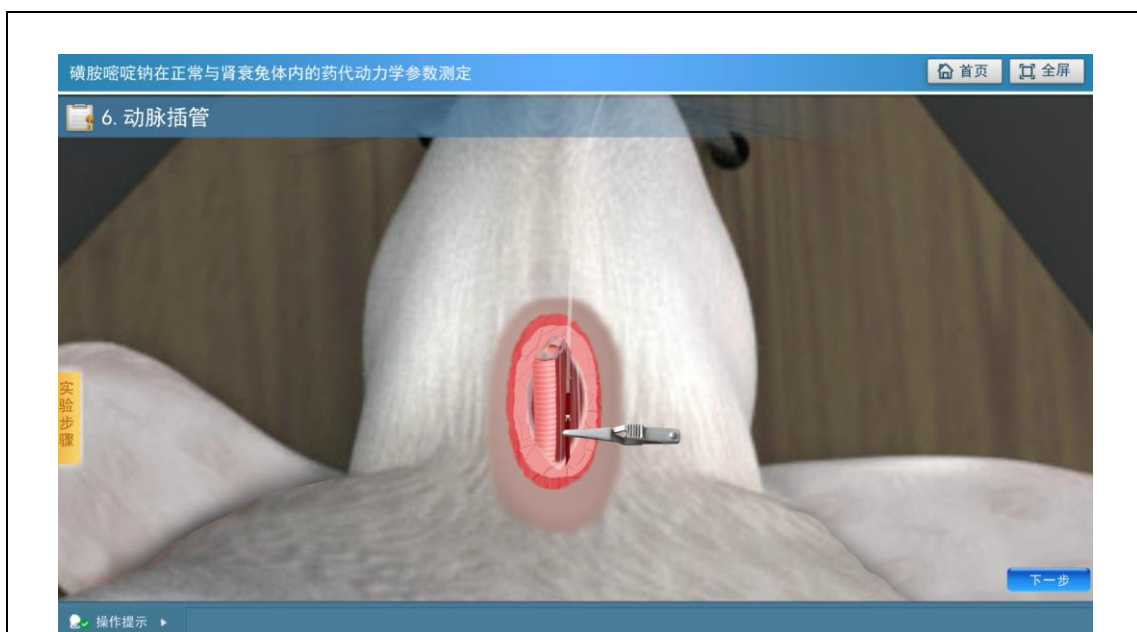 磺胺嘧啶钠在正常与肾衰兔体内的药代动力学参数测定
首页
全屏
6. 动脉插管
实验步骤
下一步
操作提示